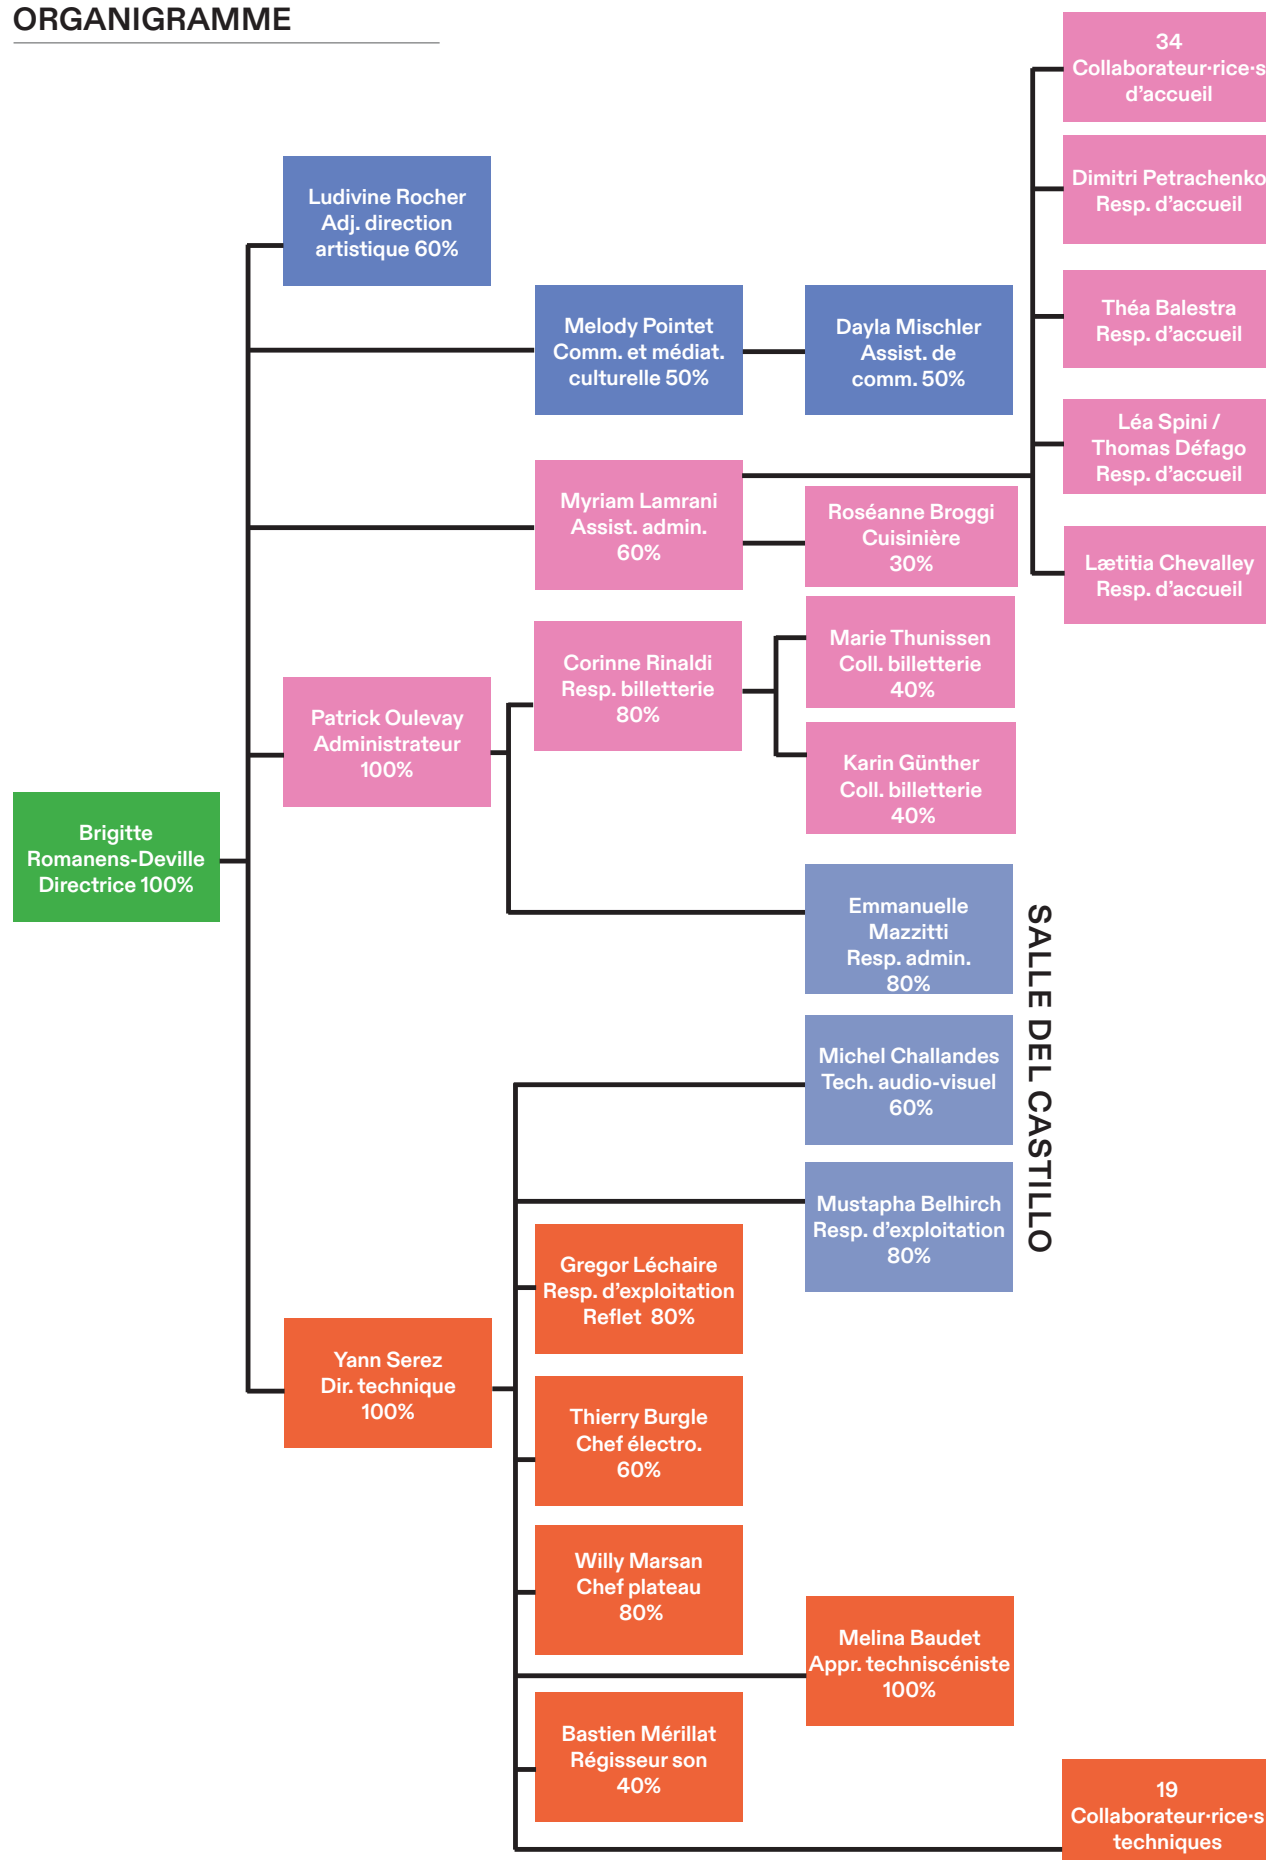 ORGANIGRAMME
34
Collaborateur·rice·s
d’accueil
Dimitri Petrachenko
Resp. d’accueil
Ludivine Rocher
Adj. direction
artistique 60%
Théa Balestra
Resp. d’accueil
Melody Pointet
Comm. et médiat.
culturelle 50%
Dayla Mischler
Assist. de
comm. 50%
Léa Spini /
Thomas Défago
Resp. d’accueil
Myriam Lamrani
Assist. admin.
60%
Roséanne Broggi
Cuisinière
30%
Lætitia Chevalley
Resp. d’accueil
Corinne Rinaldi
Resp. billetterie
80%
Marie Thunissen
Coll. billetterie
40%
Patrick Oulevay
Administrateur
100%
Karin Günther
Coll. billetterie
40%
Brigitte
Romanens-Deville
Directrice 100%
Emmanuelle
Mazzitti
Resp. admin.
80%
SALLE DEL CASTILLO
Michel Challandes
Tech. audio-visuel
60%
Mustapha Belhirch
Resp. d’exploitation
80%
Gregor Léchaire
Resp. d’exploitation
Reflet 80%
Yann Serez
Dir. technique
100%
Thierry Burgle
Chef électro.
60%
Willy Marsan
Chef plateau
80%
Melina Baudet
Appr. techniscéniste
100%
Bastien Mérillat
Régisseur son
40%
19
Collaborateur·rice·s
techniques